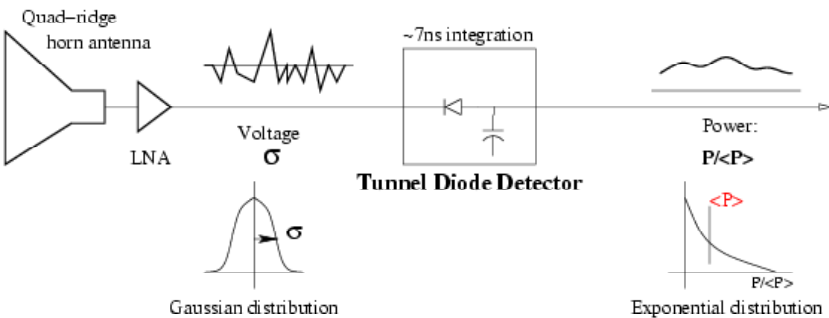 Quad-ridge
horn antenna
LNA
Voltage
σ
σ
Gaussian distribution
~7ns integration
Tunnel Diode Detector
Power:
P/<P>
<P>
P/<P>
Exponential distribution